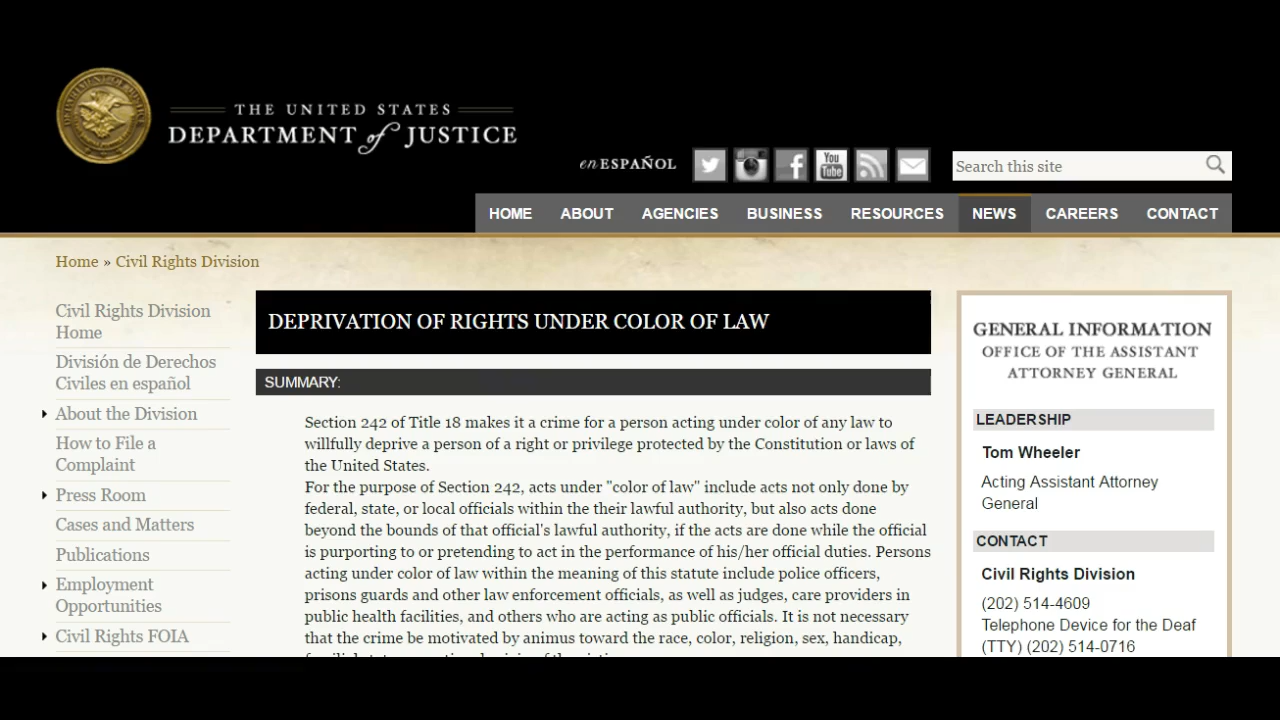 THE UNITED STATES
DEPARTMENT of JUSTICE
en ESPAÑOL
You
Tube
Search this site
HOME ABOUT AGENCIES BUSINESS RESOURCES NEWS CAREERS CONTACT
Home » Civil Rights Division
Civil Rights Division
Home
División de Derechos
Civiles en español
About the Division
How to File a
Complaint
Press Room
Cases and Matters
Publications
Employment
Opportunities
Civil Rights FOIA
DEPRIVATION OF RIGHTS UNDER COLOR OF LAW
SUMMARY:
Section 242 of Title 18 makes it a crime for a person acting under color of any law to
willfully deprive a person of a right or privilege protected by the Constitution or laws of
the United States.
For the purpose of Section 242, acts under "color of law" include acts not only done by
federal, state, or local officials within the their lawful authority, but also acts done
beyond the bounds of that official's lawful authority, if the acts are done while the official
is purporting to or pretending to act in the performance of his/her official duties. Persons
acting under color of law within the meaning of this statute include police officers,
prisons guards and other law enforcement officials, as well as judges, care providers in
public health facilities, and others who are acting as public officials. It is not necessary
that the crime be motivated by animus toward the race, color, religion, sex, handicap,
GENERAL INFORMATION
OFFICE OF THE ASSISTANT
ATTORNEY GENERAL
LEADERSHIP
Tom Wheeler
Acting Assistant Attorney
General
CONTACT
Civil Rights Division
(202) 514-4609
Telephone Device for the Deaf
(TTY) (202) 514-0716